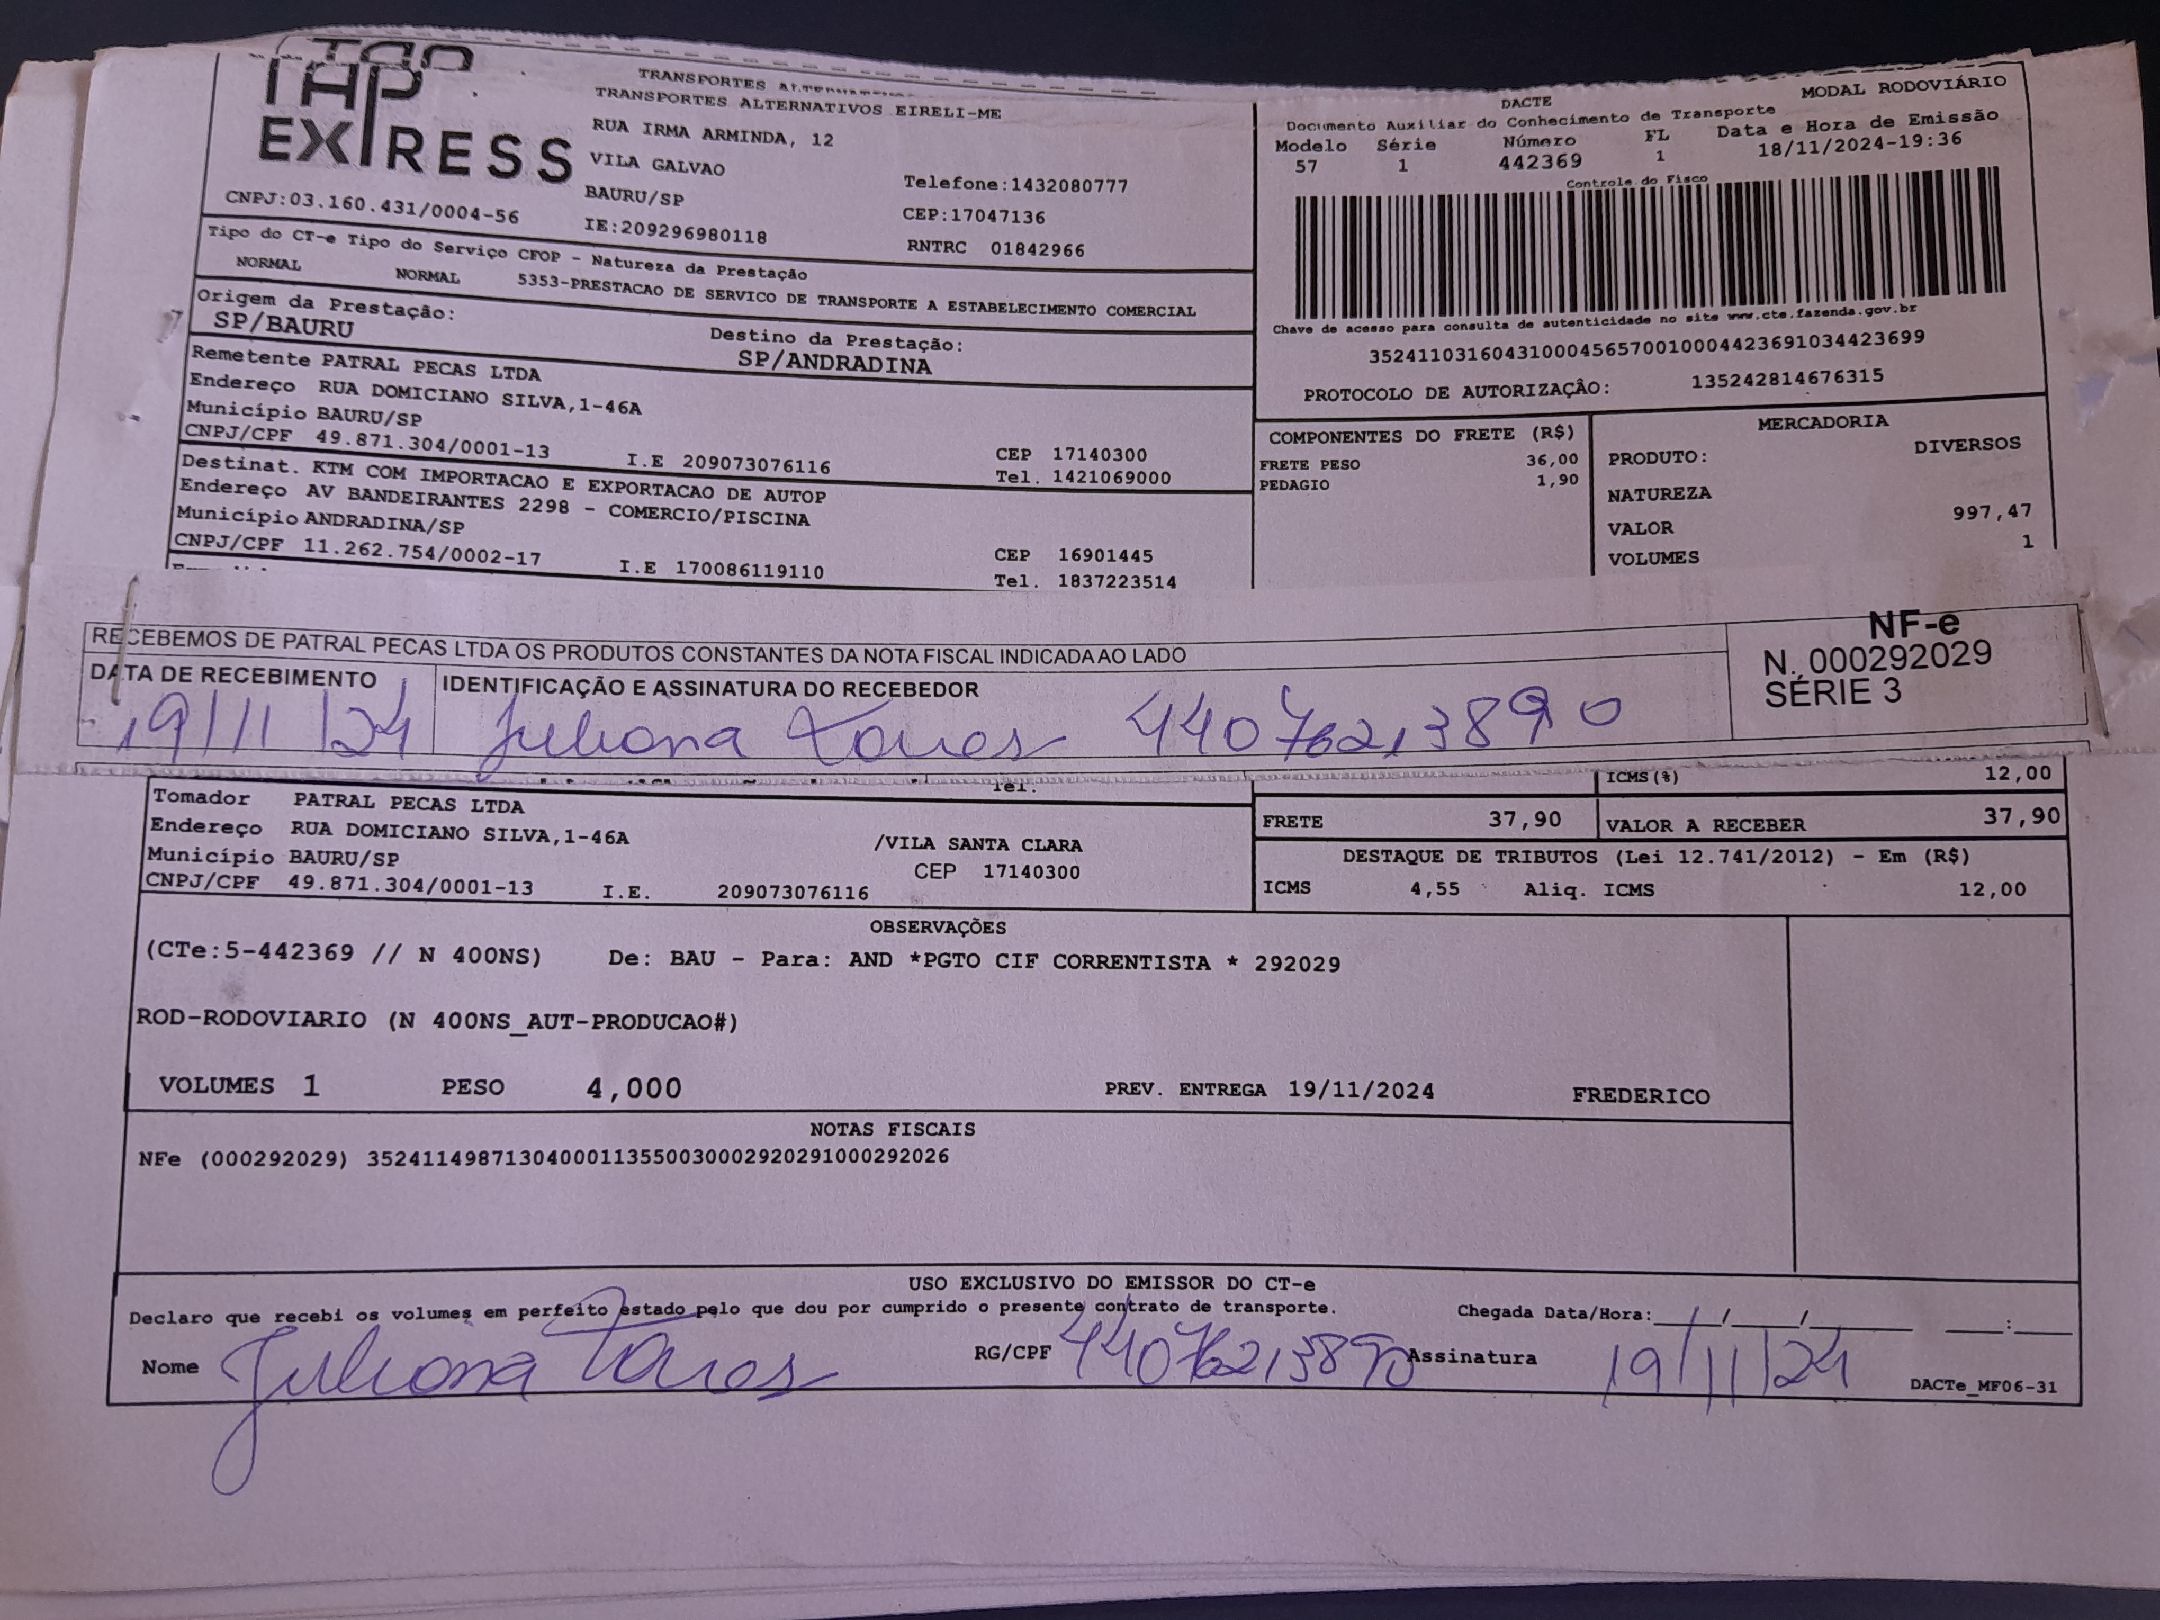 TAP
EXPRESS
TRANSPORTES
TRANSPORTES ALTERNATIVOS EIRELI-ME
RUA IRMA ARMINDA, 12
VILA GALVAO
BAURU/SP
Telefone:1432080777
CEP:17047136
CNPJ:03.160.431/0004-56
IE:209296980118
RNTRC 01842966
MODAL RODOVIÁRIO
DACTE
Documento Auxiliar do Conhecimento de Transporte
Modelo Série Número FL Data e Hora de Emissão
57 1 442369 1 18/11/2024-19:36
Controle do Fisco
Chave de acesso para consulta de autenticidade no site www.cte.fazenda.gov.br
35241103160431000456570010004423691034423699
PROTOCOLO DE AUTORIZAÇÃO: 135242814676315
Tipo do CT-e Tipo do Serviço CFOP - Natureza da Prestação
NORMAL NORMAL 5353-PRESTACAO DE SERVICO DE TRANSPORTE A ESTABELECIMENTO COMERCIAL
Origem da Prestação: Destino da Prestação:
SP/BAURU SP/ANDRADINA
Remetente PATRAL PECAS LTDA
Endereço RUA DOMICIANO SILVA,1-46A
Município BAURU/SP CEP 17140300
CNPJ/CPF 49.871.304/0001-13 I.E 209073076116 Tel. 1421069000
Destinat. KTM COM IMPORTACAO E EXPORTACAO DE AUTOP
Endereço AV BANDEIRANTES 2298 - COMERCIO/PISCINA
Município ANDRADINA/SP CEP 16901445
CNPJ/CPF 11.262.754/0002-17 I.E 170086119110 Tel. 1837223514
COMPONENTES DO FRETE (R$)
FRETE PESO 36,00
PEDAGIO 1,90
MERCADORIA
PRODUTO: DIVERSOS
NATUREZA
VALOR 997,47
VOLUMES 1
RECEBEMOS DE PATRAL PECAS LTDA OS PRODUTOS CONSTANTES DA NOTA FISCAL INDICADA AO LADO
NF-e
N. 000292029
SÉRIE 3
DATA DE RECEBIMENTO
IDENTIFICAÇÃO E ASSINATURA DO RECEBEDOR
19/11/24 Juliana Tavares 44076213890
Tel.
ICMS(%) 12,00
Tomador PATRAL PECAS LTDA
Endereço RUA DOMICIANO SILVA,1-46A /VILA SANTA CLARA
Município BAURU/SP CEP 17140300
CNPJ/CPF 49.871.304/0001-13 I.E. 209073076116
FRETE 37,90 VALOR A RECEBER 37,90
DESTAQUE DE TRIBUTOS (Lei 12.741/2012) - Em (R$)
ICMS 4,55 Aliq. ICMS 12,00
OBSERVAÇÕES
(CTe:5-442369 // N 400NS) De: BAU - Para: AND *PGTO CIF CORRENTISTA * 292029
ROD-RODOVIARIO (N 400NS_AUT-PRODUCAO#)
VOLUMES 1 PESO 4,000 PREV. ENTREGA 19/11/2024 FREDERICO
NOTAS FISCAIS
NFe (000292029) 35241149871304000113550030002920291000292026
USO EXCLUSIVO DO EMISSOR DO CT-e
Declaro que recebi os volumes em perfeito estado pelo que dou por cumprido o presente contrato de transporte.
Chegada Data/Hora:____/____/______ ___:____
Nome Juliana Tavares RG/CPF 44076213890 Assinatura 19/11/24
DACTe_MF06-31